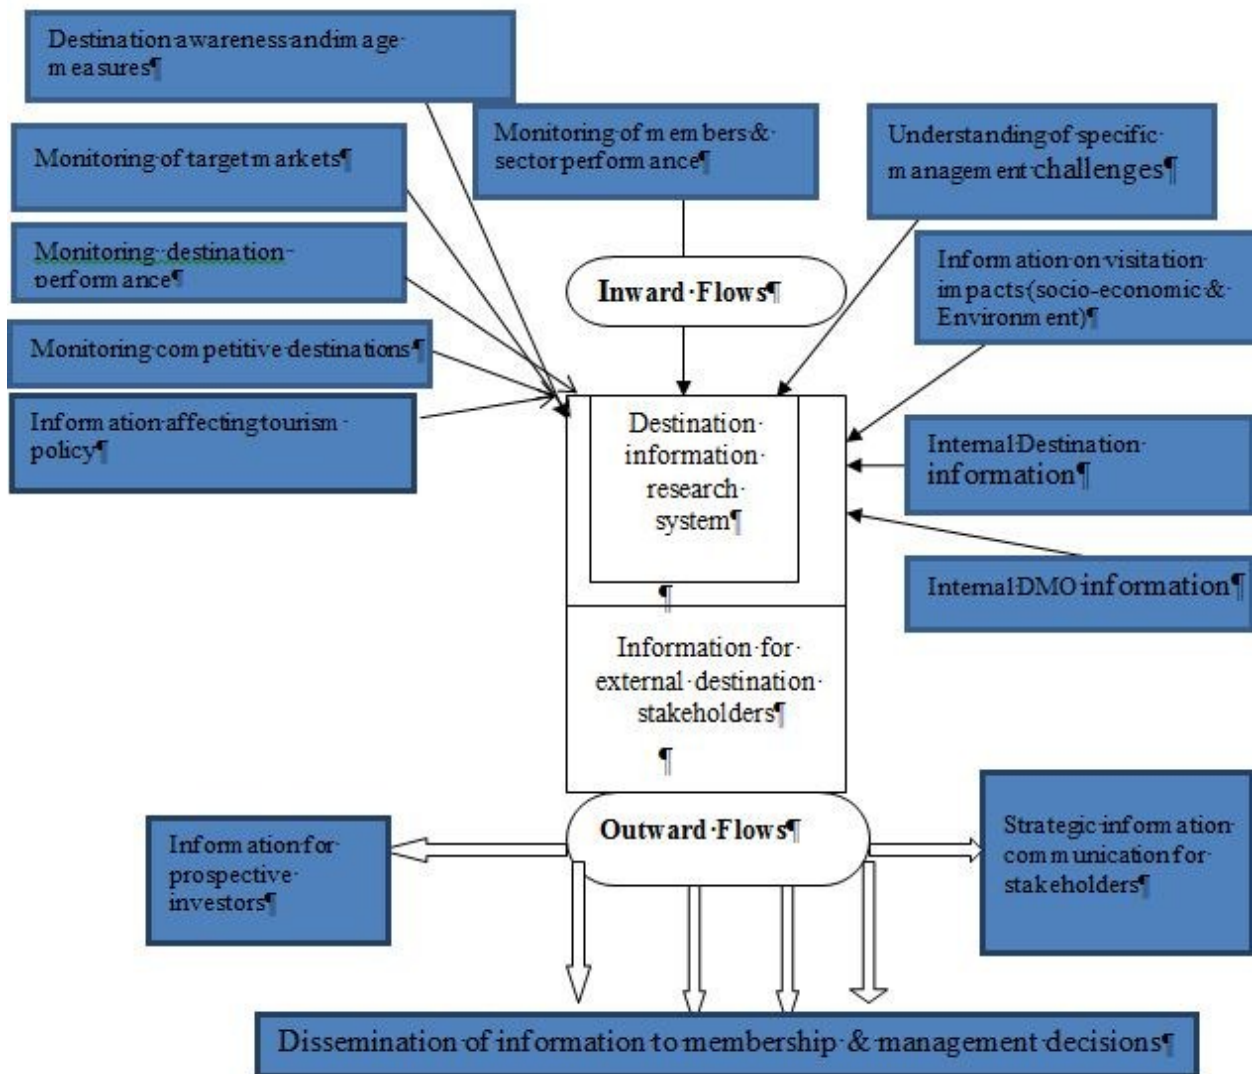 Destination awareness and image
measures¶
Monitoring of members &
sector performance¶
Understanding of specific
management challenges¶
Monitoring of target markets¶
Monitoring destination
performance¶
Inward Flows¶
Information on visitation
impacts (socio-economic &
Environment)¶
Monitoring competitive destinations¶
Information affecting tourism
policy¶
Destination
information
research
system¶
¶
Internal Destination
information¶
Internal DMO information¶
Information for
external destination
stakeholders¶
¶
Outward Flows¶
Information for
prospective
investors¶
Strategic information
communication for
stakeholders¶
Dissemination of information to membership & management decisions¶